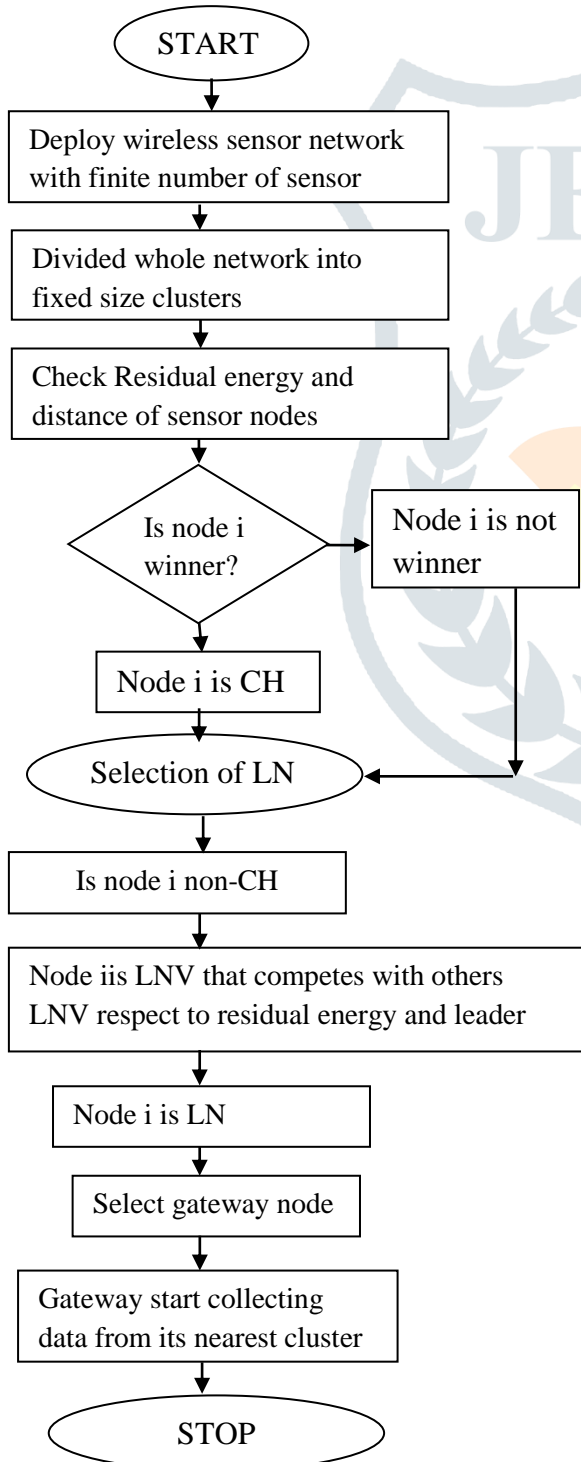 START
Deploy wireless sensor network
with finite number of sensor
Divided whole network into
fixed size clusters
Check Residual energy and
distance of sensor nodes
Is node i
winner?
Node i is not
winner
Node i is CH
Selection of LN
Is node i non-CH
Node iis LNV that competes with others
LNV respect to residual energy and leader
Node i is LN
Select gateway node
Gateway start collecting
data from its nearest cluster
STOP